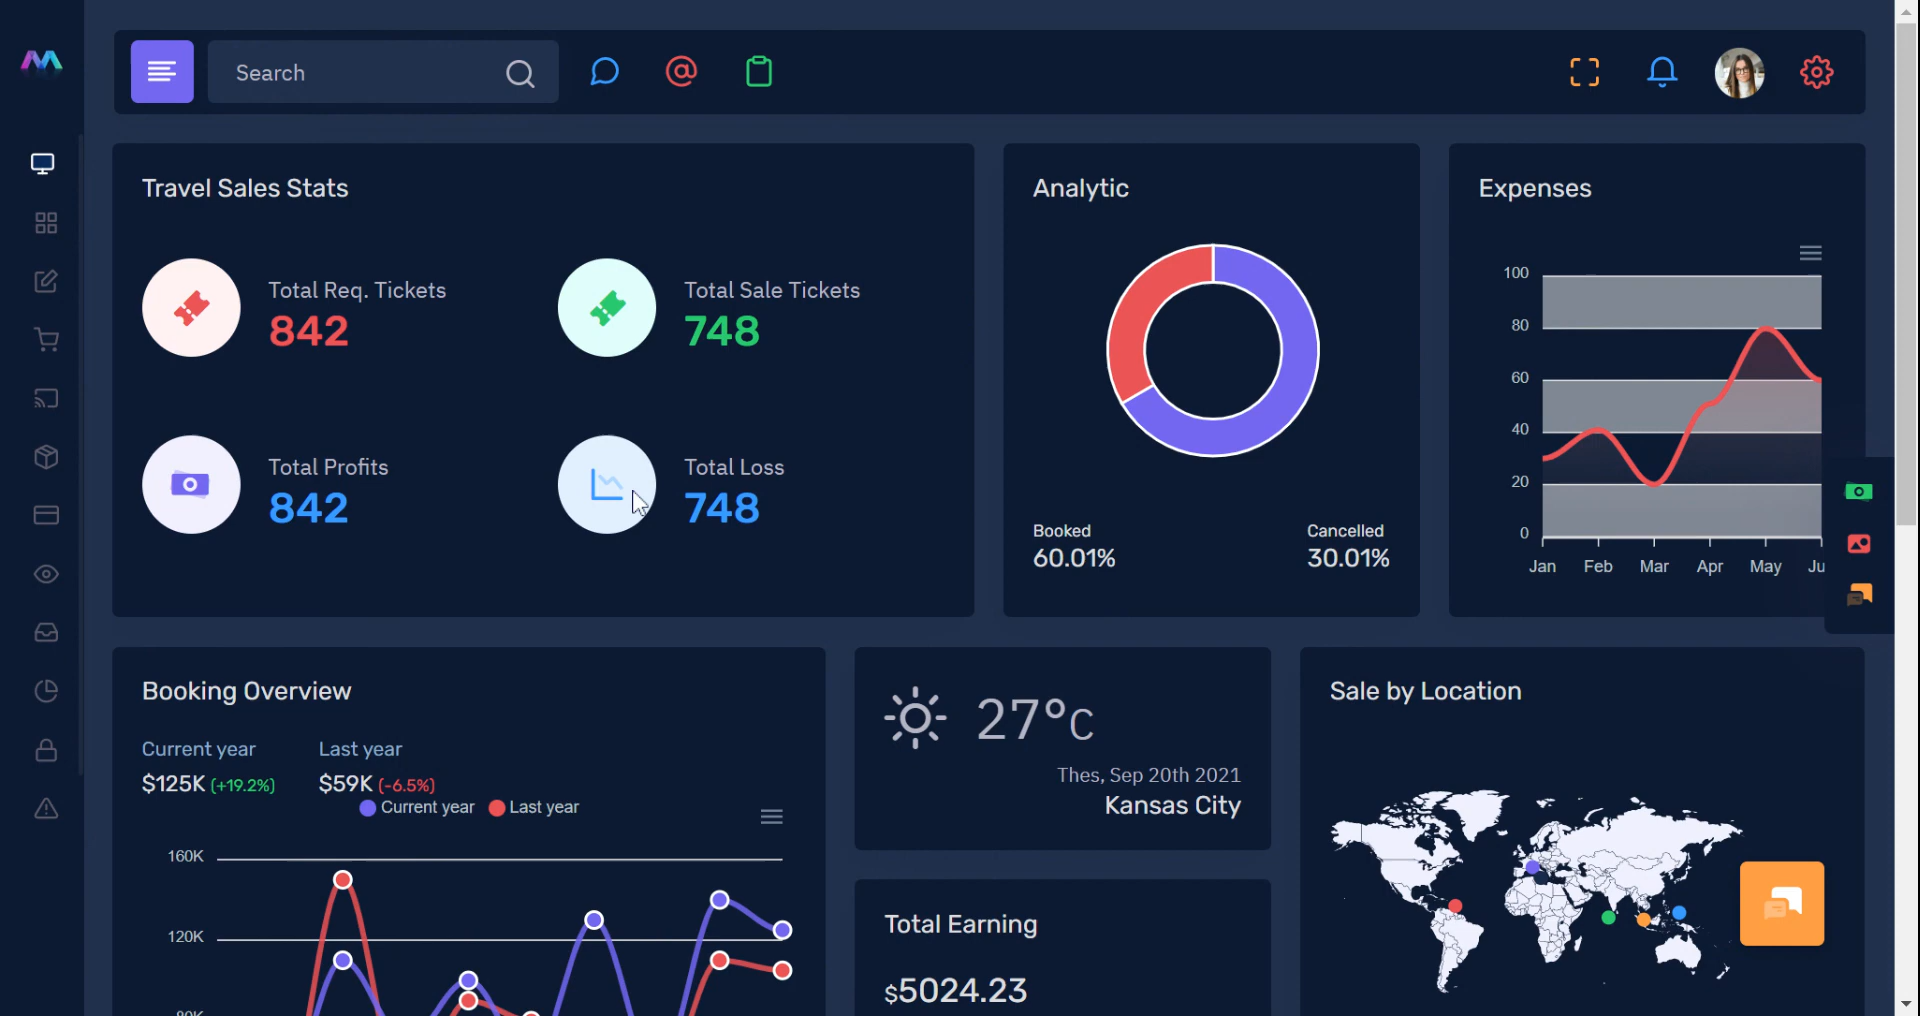 Search
Travel Sales Stats
Total Req. Tickets
842
Total Sale Tickets
748
Total Profits
842
Total Loss
748
Analytic
Booked
60.01%
Cancelled
30.01%
Expenses
100
80
60
40
20
0
Jan Feb Mar Apr May Ju
Booking Overview
Current year
$125K (+19.2%)
Last year
$59K (-6.5%)
Current year Last year
160K
120K
80K
27°C
Thes, Sep 20th 2021
Kansas City
Total Earning
$5024.23
Sale by Location